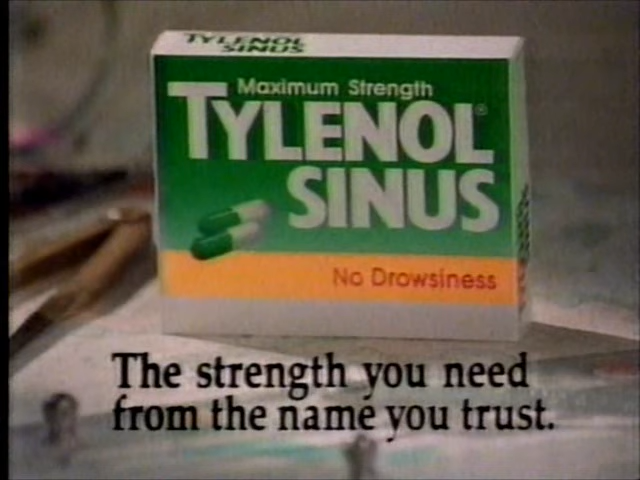 TYLENOL
SINUS
Maximum Strength
TYLENOL®
SINUS
No Drowsiness
The strength you need
from the name you trust.